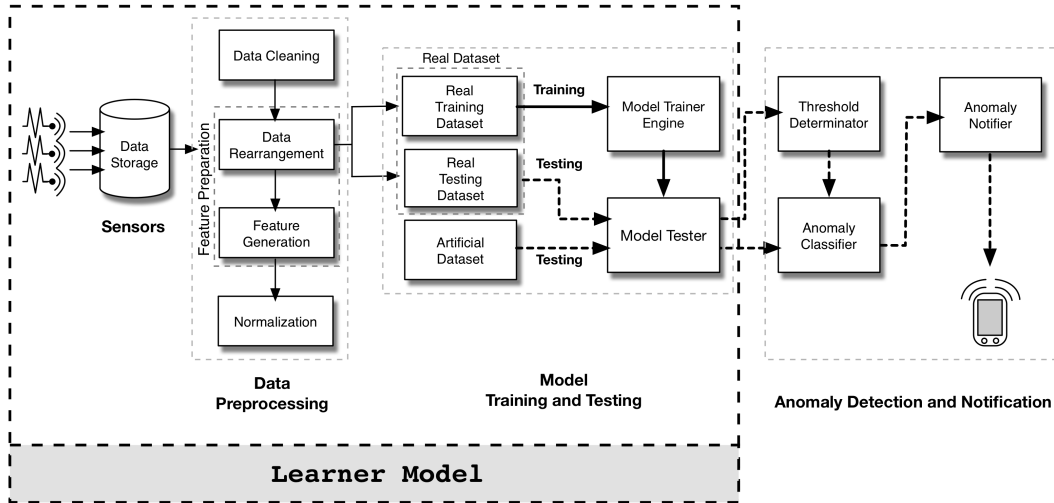 Data
Storage
Sensors
Data Cleaning
Feature Preparation
Data
Rearrangement
Feature
Generation
Normalization
Data
Preprocessing
Real Dataset
Real
Training
Dataset
Training
Model Trainer
Engine
Real
Testing
Dataset
Testing
Artificial
Dataset
Testing
Model Tester
Model
Training and Testing
Threshold
Determinator
Anomaly
Notifier
Anomaly
Classifier
Anomaly Detection and Notification
Learner Model